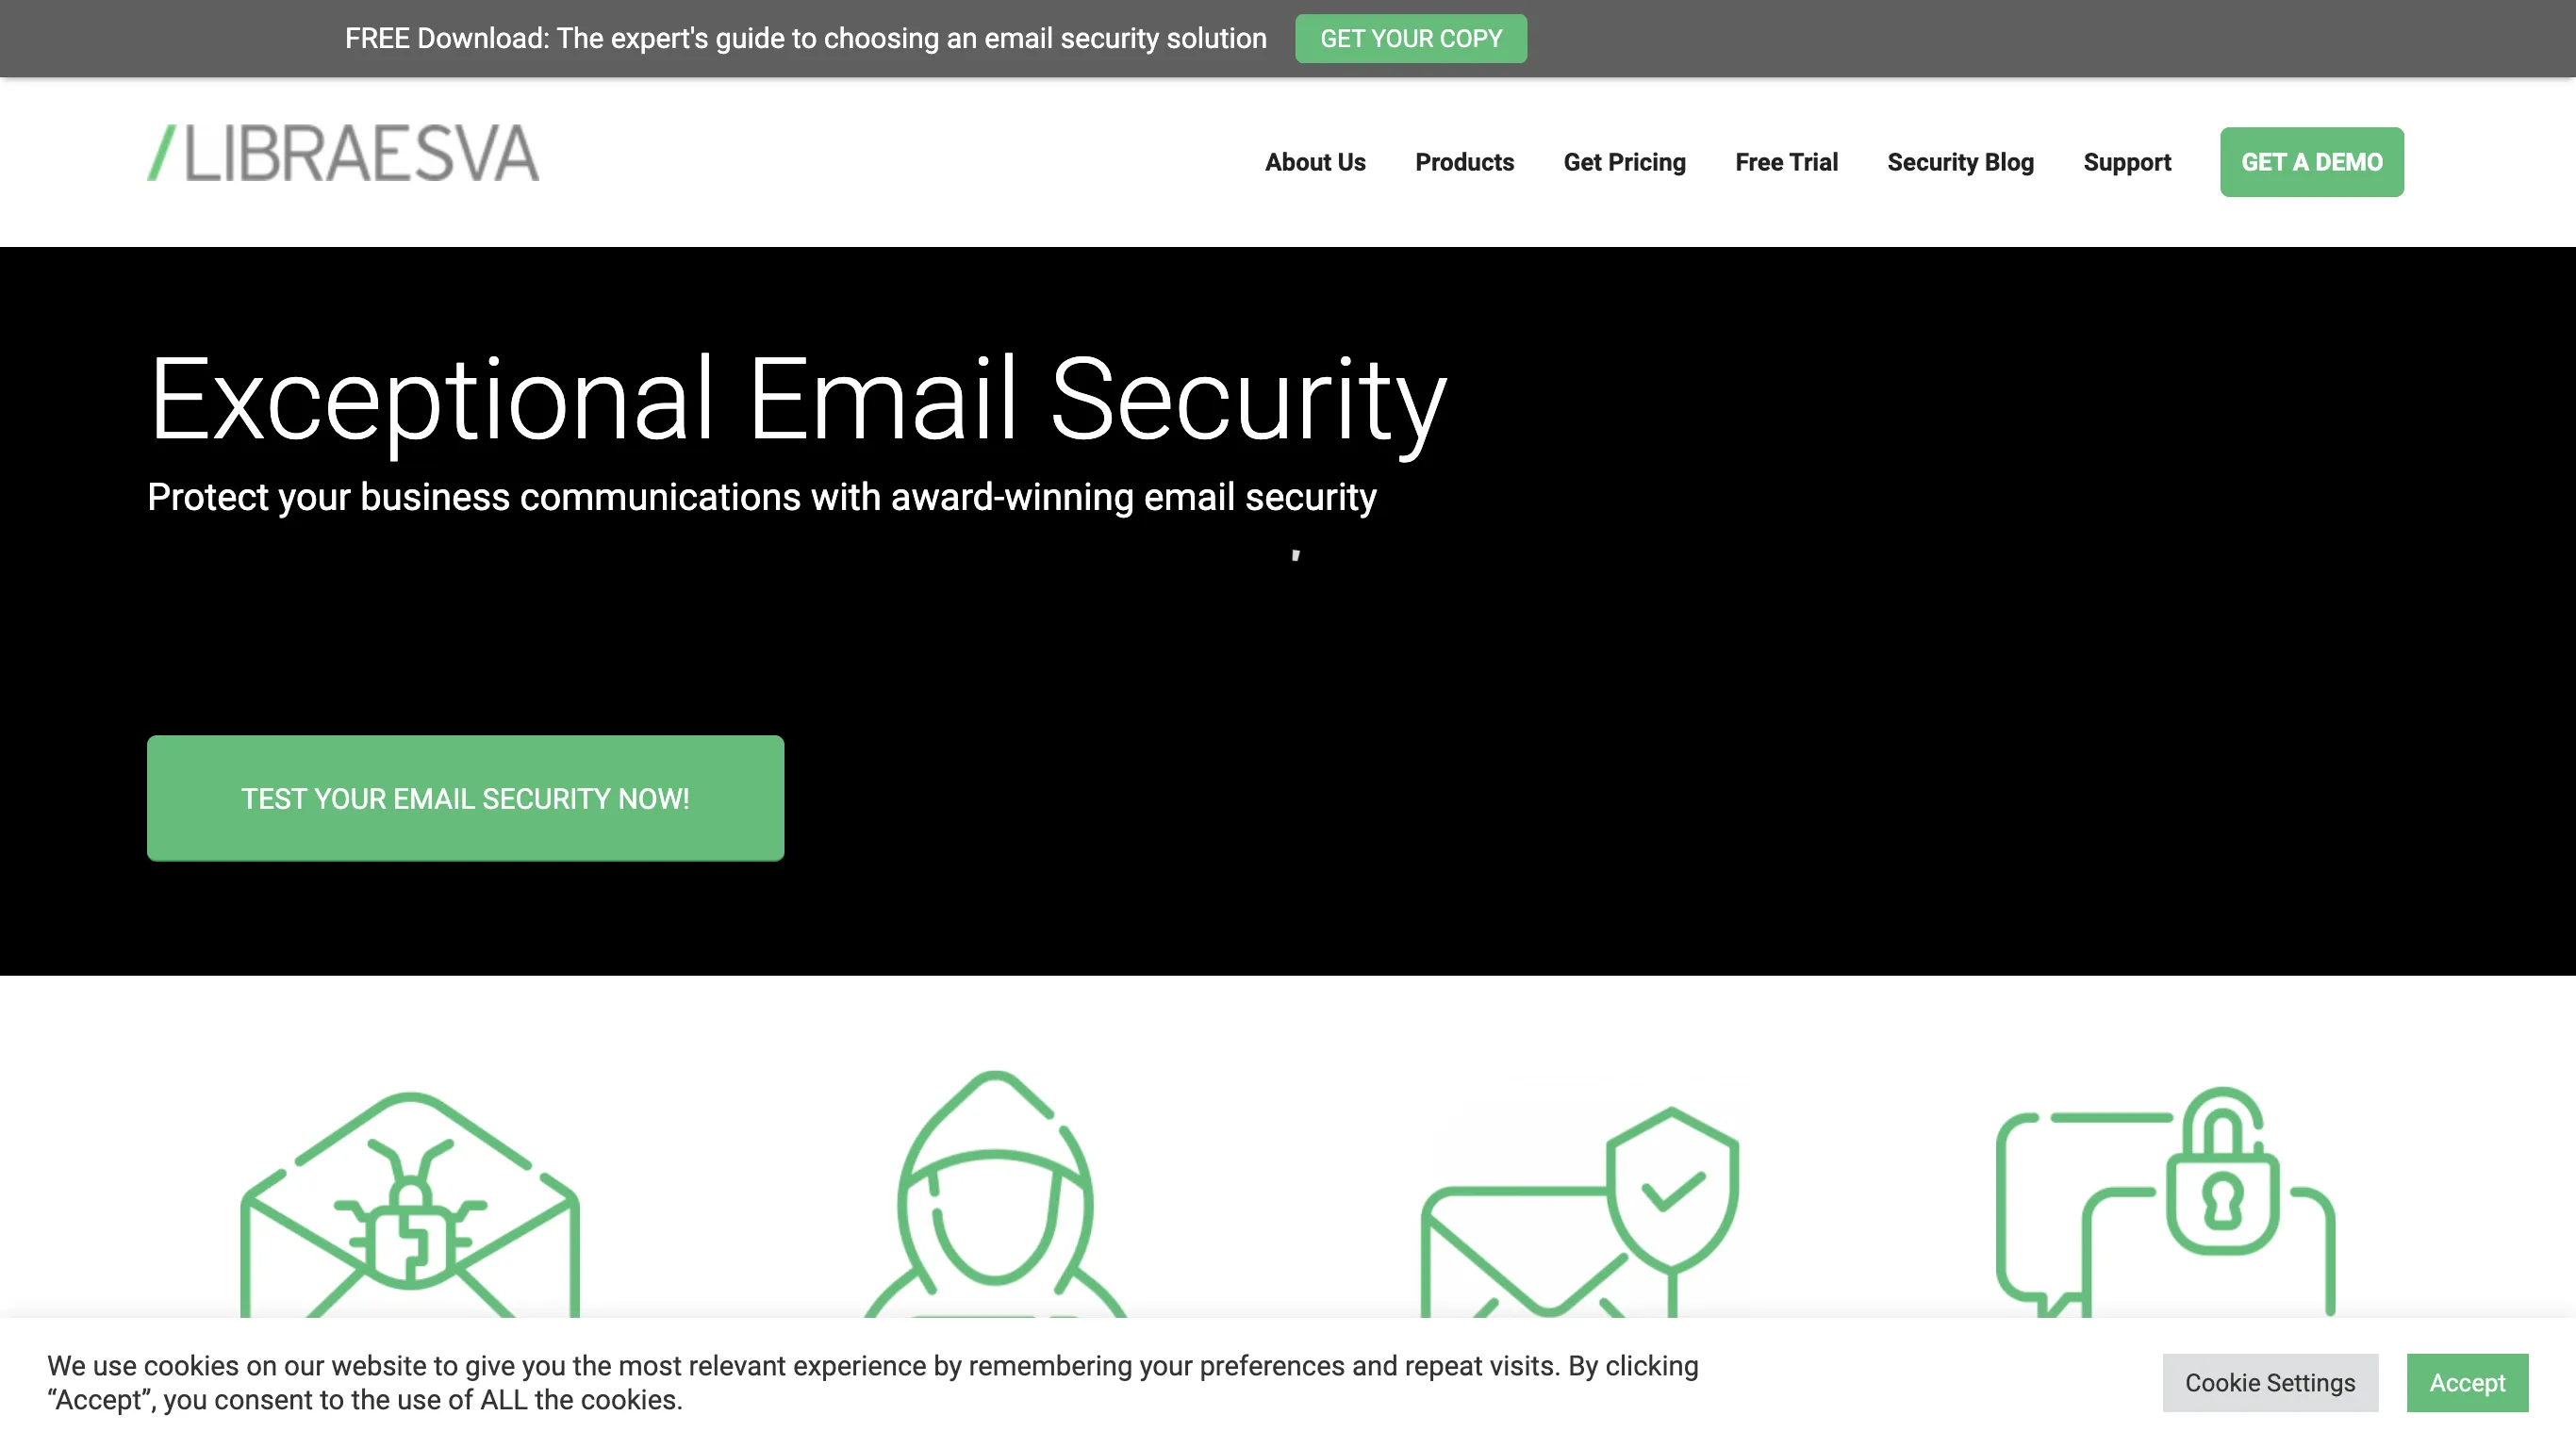 FREE Download: The expert's guide to choosing an email security solution
GET YOUR COPY
/LIBRAESVA
About Us
Products
Get Pricing
Free Trial
Security Blog
Support
GET A DEMO
Exceptional Email Security
Protect your business communications with award-winning email security
TEST YOUR EMAIL SECURITY NOW!
We use cookies on our website to give you the most relevant experience by remembering your preferences and repeat visits. By clicking
“Accept”, you consent to the use of ALL the cookies.
Cookie Settings
Accept